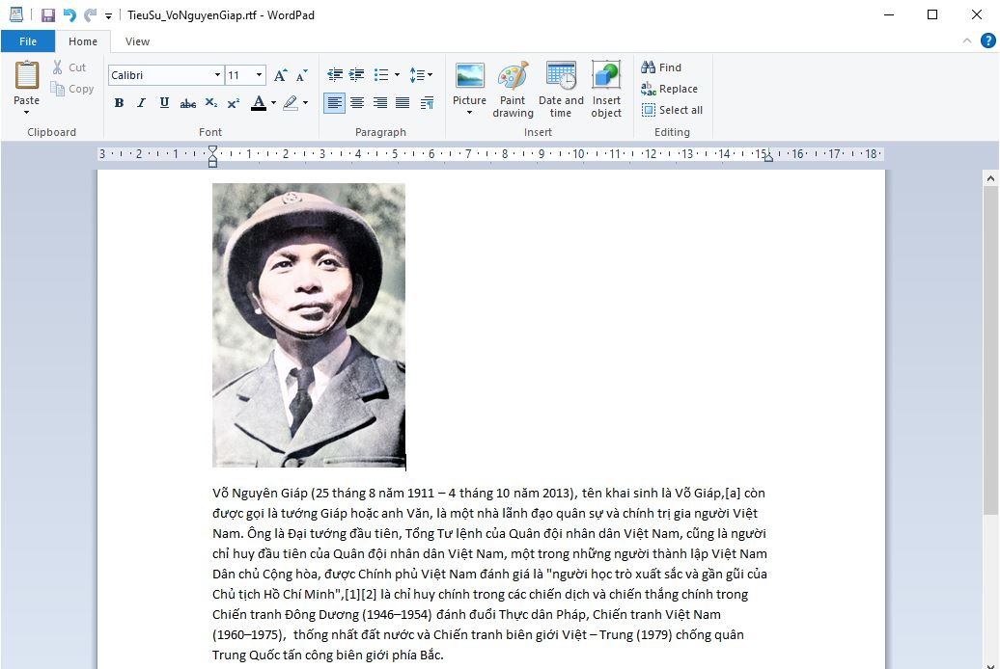 TieuSu_VoNguyenGiap.rtf - WordPad
File Home View
Paste
Cut
Copy
Clipboard
Calibri 11
B I U abc X₂ X² A
Font
Paragraph
Picture
Paint drawing
Date and time
Insert object
Insert
Find
Replace
Select all
Editing
3 2 1 1 2 3 4 5 6 7 8 9 10 11 12 13 14 15 16 17 18
Võ Nguyên Giáp (25 tháng 8 năm 1911 – 4 tháng 10 năm 2013), tên khai sinh là Võ Giáp,[a] còn
được gọi là tướng Giáp hoặc anh Văn, là một nhà lãnh đạo quân sự và chính trị gia người Việt
Nam. Ông là Đại tướng đầu tiên, Tổng Tư lệnh của Quân đội nhân dân Việt Nam, cũng là người
chỉ huy đầu tiên của Quân đội nhân dân Việt Nam, một trong những người thành lập Việt Nam
Dân chủ Cộng hòa, được Chính phủ Việt Nam đánh giá là "người học trò xuất sắc và gần gũi của
Chủ tịch Hồ Chí Minh",[1][2] là chỉ huy chính trong các chiến dịch và chiến thắng chính trong
Chiến tranh Đông Dương (1946–1954) đánh đuổi Thực dân Pháp, Chiến tranh Việt Nam
(1960–1975),  thống nhất đất nước và Chiến tranh biên giới Việt – Trung (1979) chống quân
Trung Quốc tấn công biên giới phía Bắc.